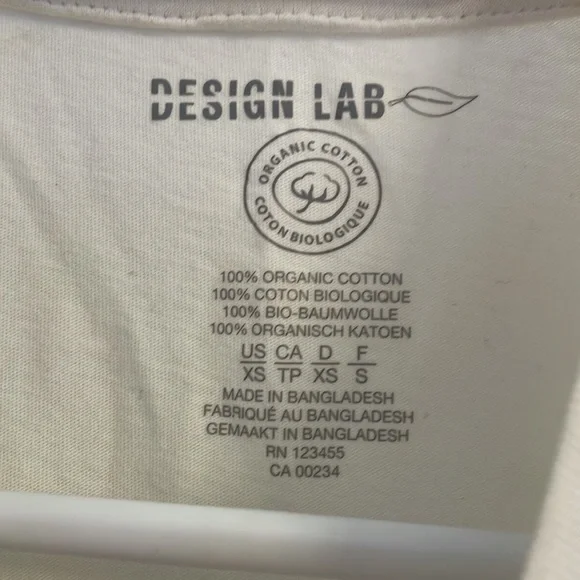 DESIGN LAB
ORGANIC COTTON
COTON BIOLOGIQUE
100% ORGANIC COTTON
100% COTON BIOLOGIQUE
100% BIO-BAUMWOLLE
100% ORGANISCH KATOEN
US CA D F
XS TP XS S
MADE IN BANGLADESH
FABRIQUÉ AU BANGLADESH
GEMAAKT IN BANGLADESH
RN 123455
CA 00234